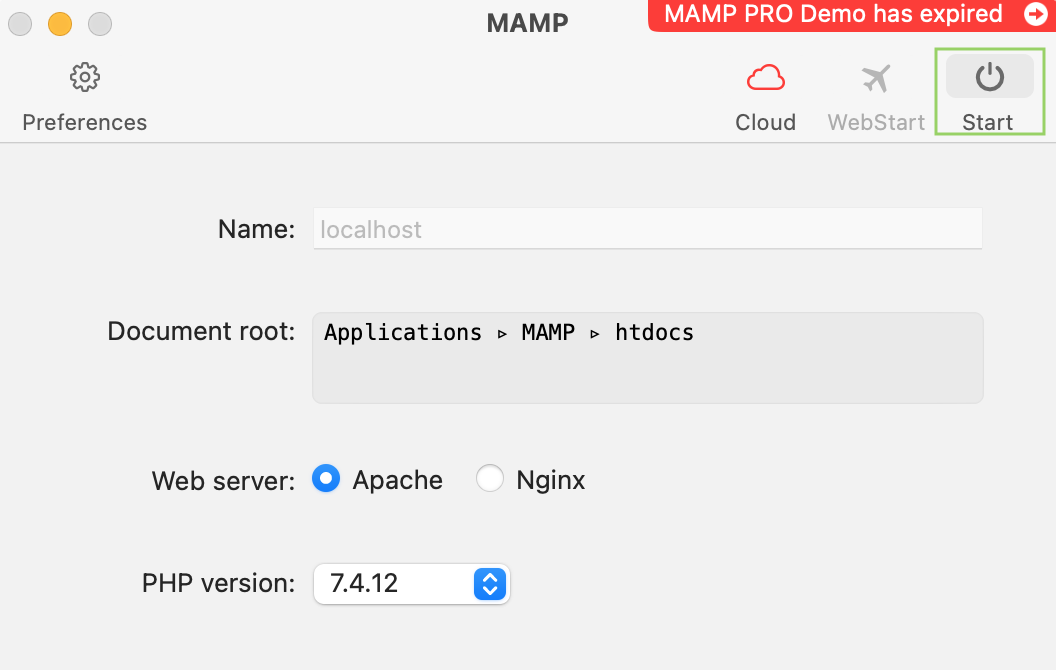 MAMP
MAMP PRO Demo has expired
Preferences
Cloud
WebStart
Start
Name: localhost
Document root: Applications ▹ MAMP ▹ htdocs
Web server: Apache Nginx
PHP version: 7.4.12